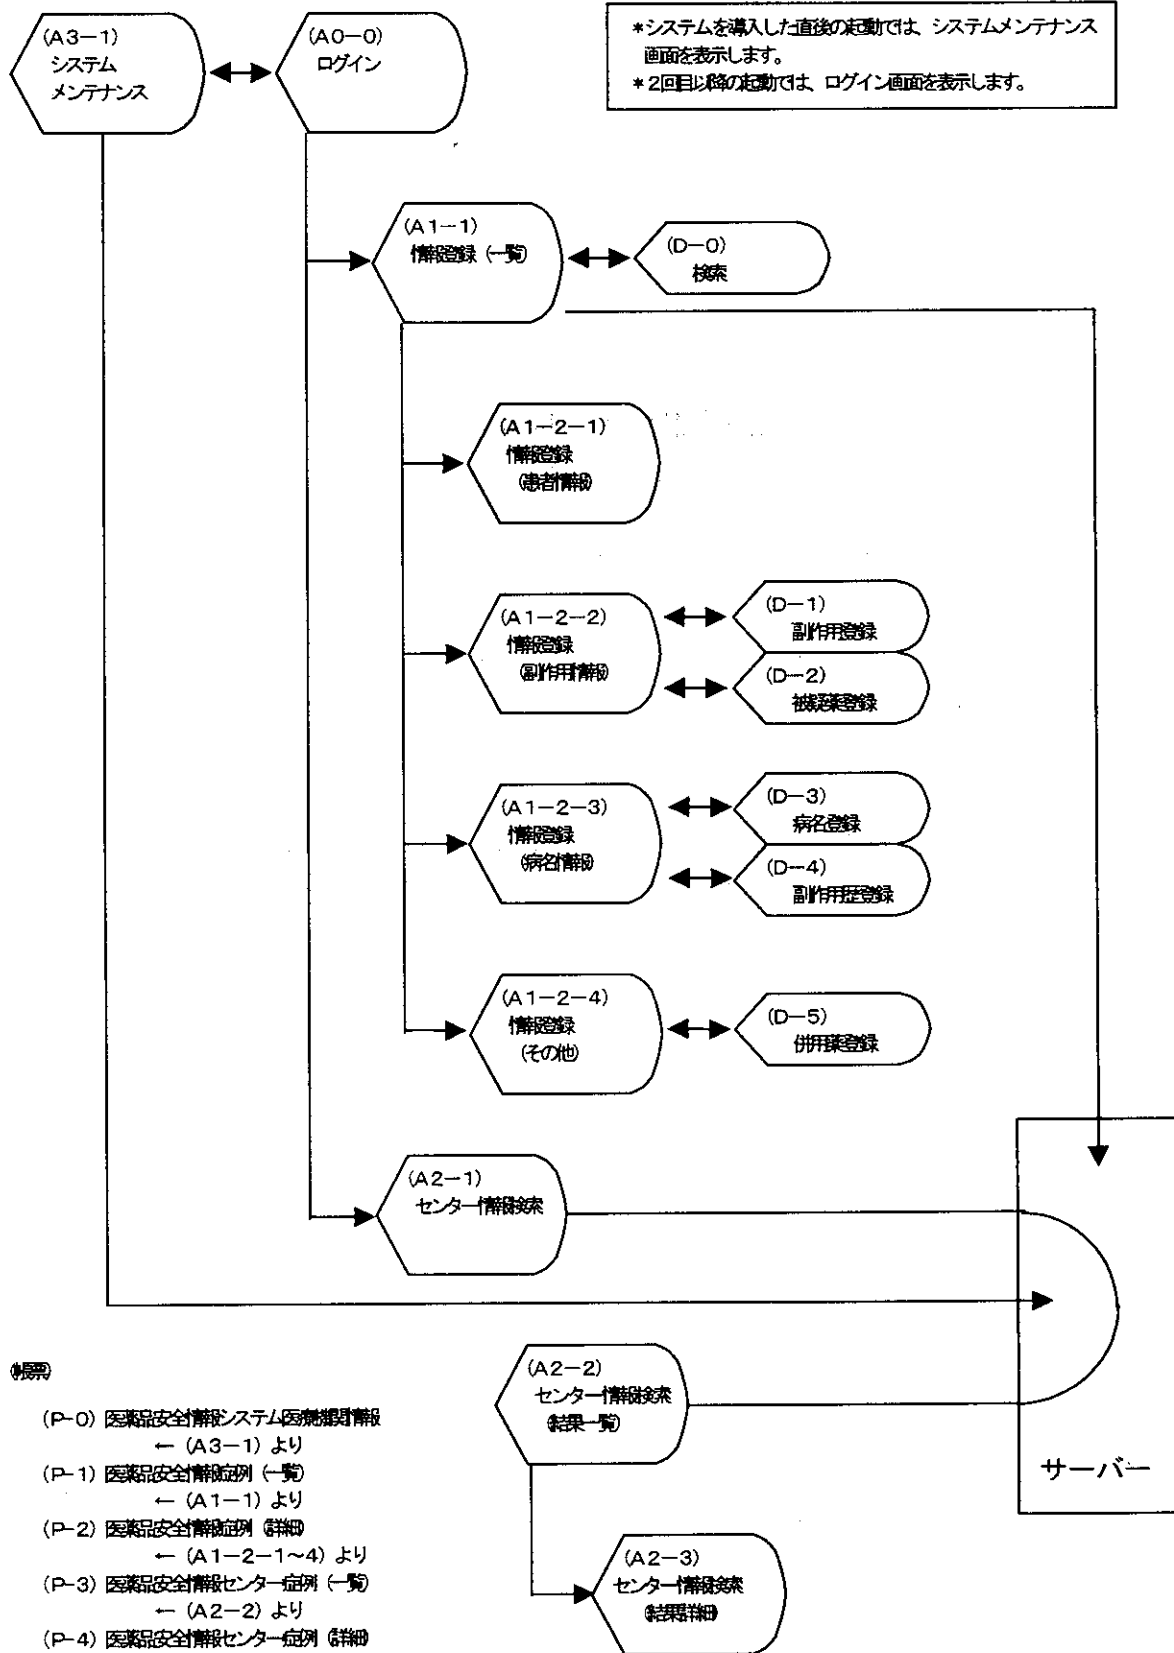 (A3-1)
システム
メンテナンス
(A0-0)
ログイン
*システムを導入した直後の起動では、システムメンテナンス
画面を表示します。
*2回目以降の起動では、ログイン画面を表示します。
(A1-1)
情報登録(一覧)
(D-0)
検索
(A1-2-1)
情報登録
(患者情報)
(A1-2-2)
情報登録
(副作用情報)
(D-1)
副作用登録
(D-2)
被疑薬登録
(A1-2-3)
情報登録
(病名情報)
(D-3)
病名登録
(D-4)
副作用歴登録
(A1-2-4)
情報登録
(その他)
(D-5)
併用薬登録
(A2-1)
センター情報検索
(A2-2)
センター情報検索
(結果一覧)
サーバー
(A2-3)
センター情報検索
(結果詳細)
(帳票)
(P-0)医薬品安全情報システム医療機関情報
← (A3-1)より
(P-1)医薬品安全情報症例(一覧)
← (A1-1)より
(P-2)医薬品安全情報症例(詳細)
← (A1-2-1~4)より
(P-3)医薬品安全情報センター症例(一覧)
← (A2-2)より
(P-4)医薬品安全情報センター症例(詳細)